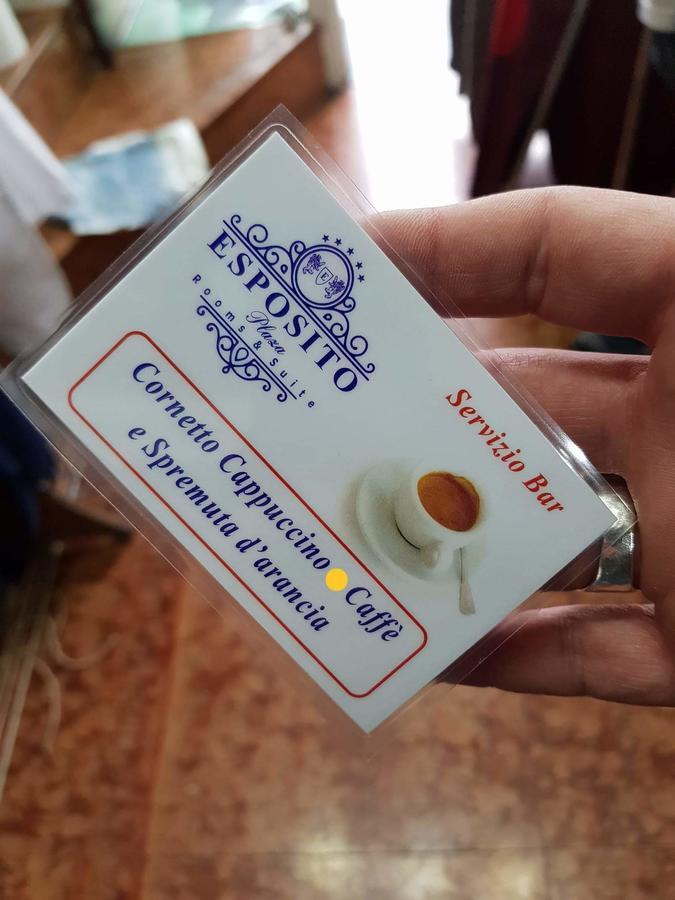 ESPOSITO
Plaza
Rooms & Suite
Servizio Bar
Cornetto Cappuccino Caffè
e Spremuta d'arancia